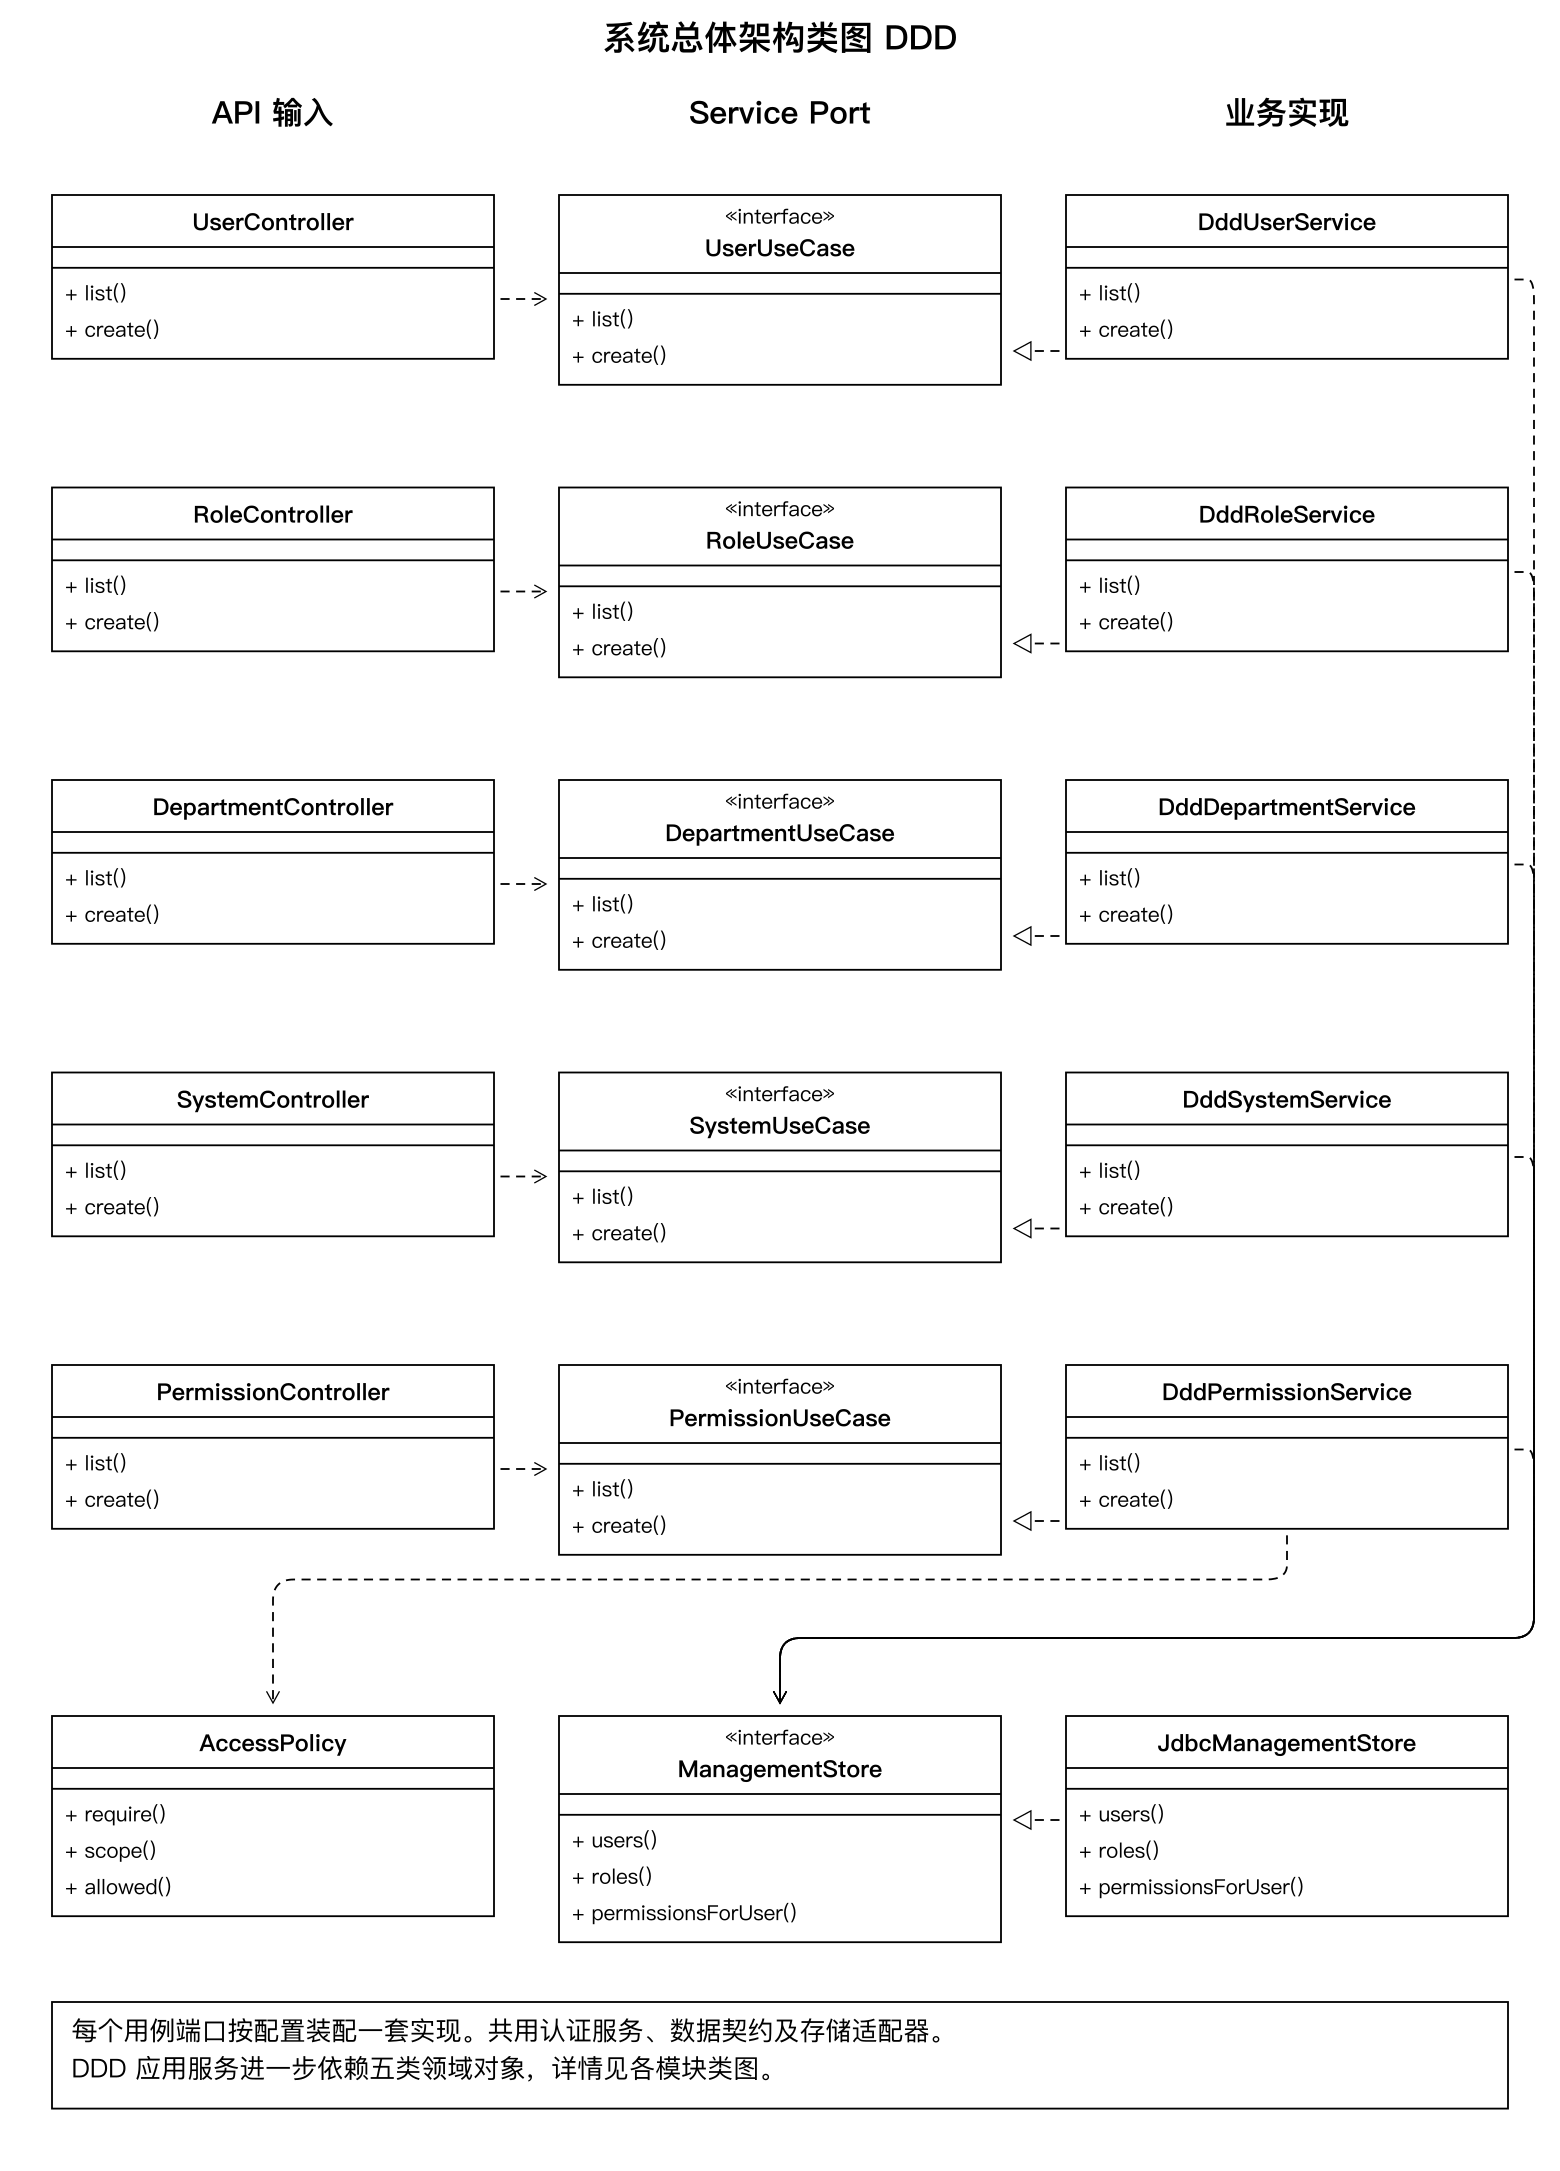 系统总体架构类图 DDD
API 输入
Service Port
业务实现
UserController
+ list()
+ create()
«interface»
UserUseCase
+ list()
+ create()
DddUserService
+ list()
+ create()
RoleController
+ list()
+ create()
«interface»
RoleUseCase
+ list()
+ create()
DddRoleService
+ list()
+ create()
DepartmentController
+ list()
+ create()
«interface»
DepartmentUseCase
+ list()
+ create()
DddDepartmentService
+ list()
+ create()
SystemController
+ list()
+ create()
«interface»
SystemUseCase
+ list()
+ create()
DddSystemService
+ list()
+ create()
PermissionController
+ list()
+ create()
«interface»
PermissionUseCase
+ list()
+ create()
DddPermissionService
+ list()
+ create()
AccessPolicy
+ require()
+ scope()
+ allowed()
«interface»
ManagementStore
+ users()
+ roles()
+ permissionsForUser()
JdbcManagementStore
+ users()
+ roles()
+ permissionsForUser()
每个用例端口按配置装配一套实现。共用认证服务、数据契约及存储适配器。
DDD 应用服务进一步依赖五类领域对象，详情见各模块类图。